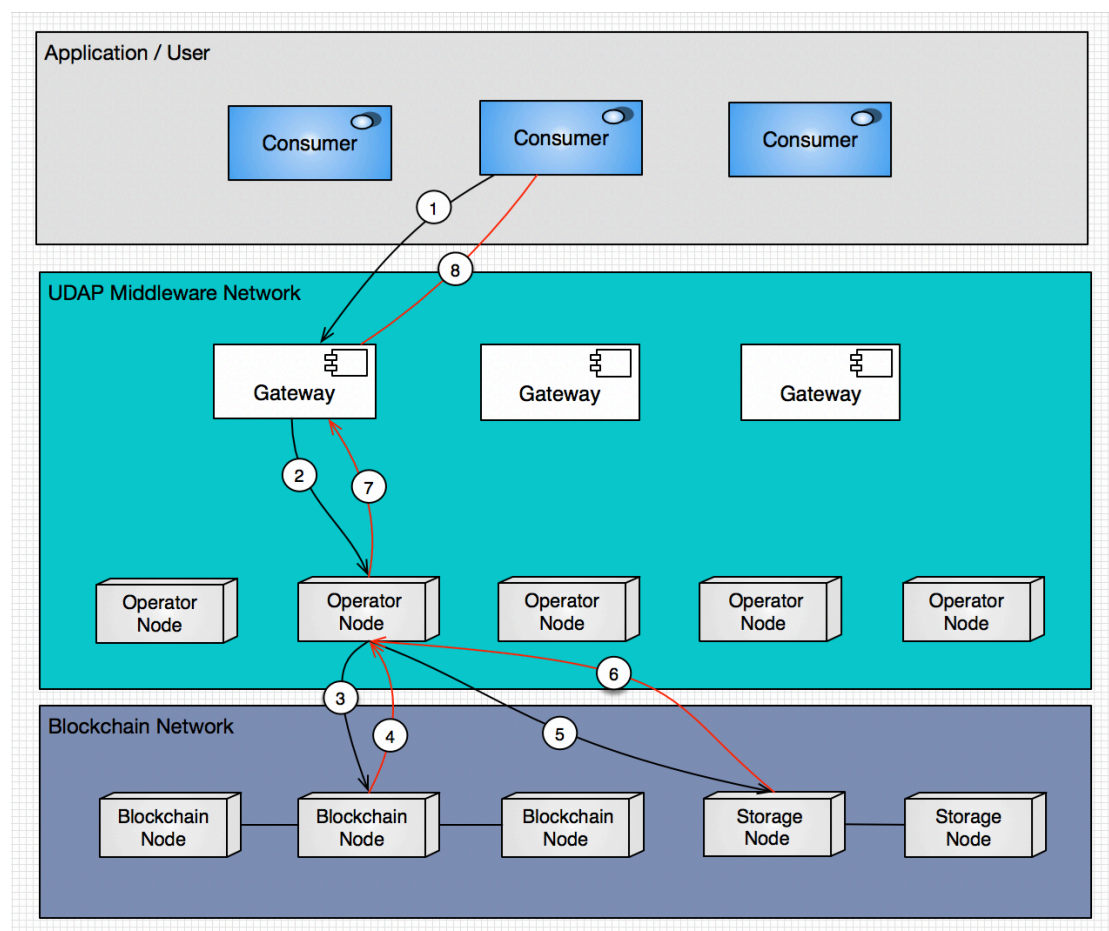 Application / User
Consumer
Consumer
Consumer
1
8
UDAP Middleware Network
Gateway
Gateway
Gateway
2
7
Operator
Node
Operator
Node
Operator
Node
Operator
Node
Operator
Node
6
3
4
5
Blockchain Network
Blockchain
Node
Blockchain
Node
Blockchain
Node
Storage
Node
Storage
Node